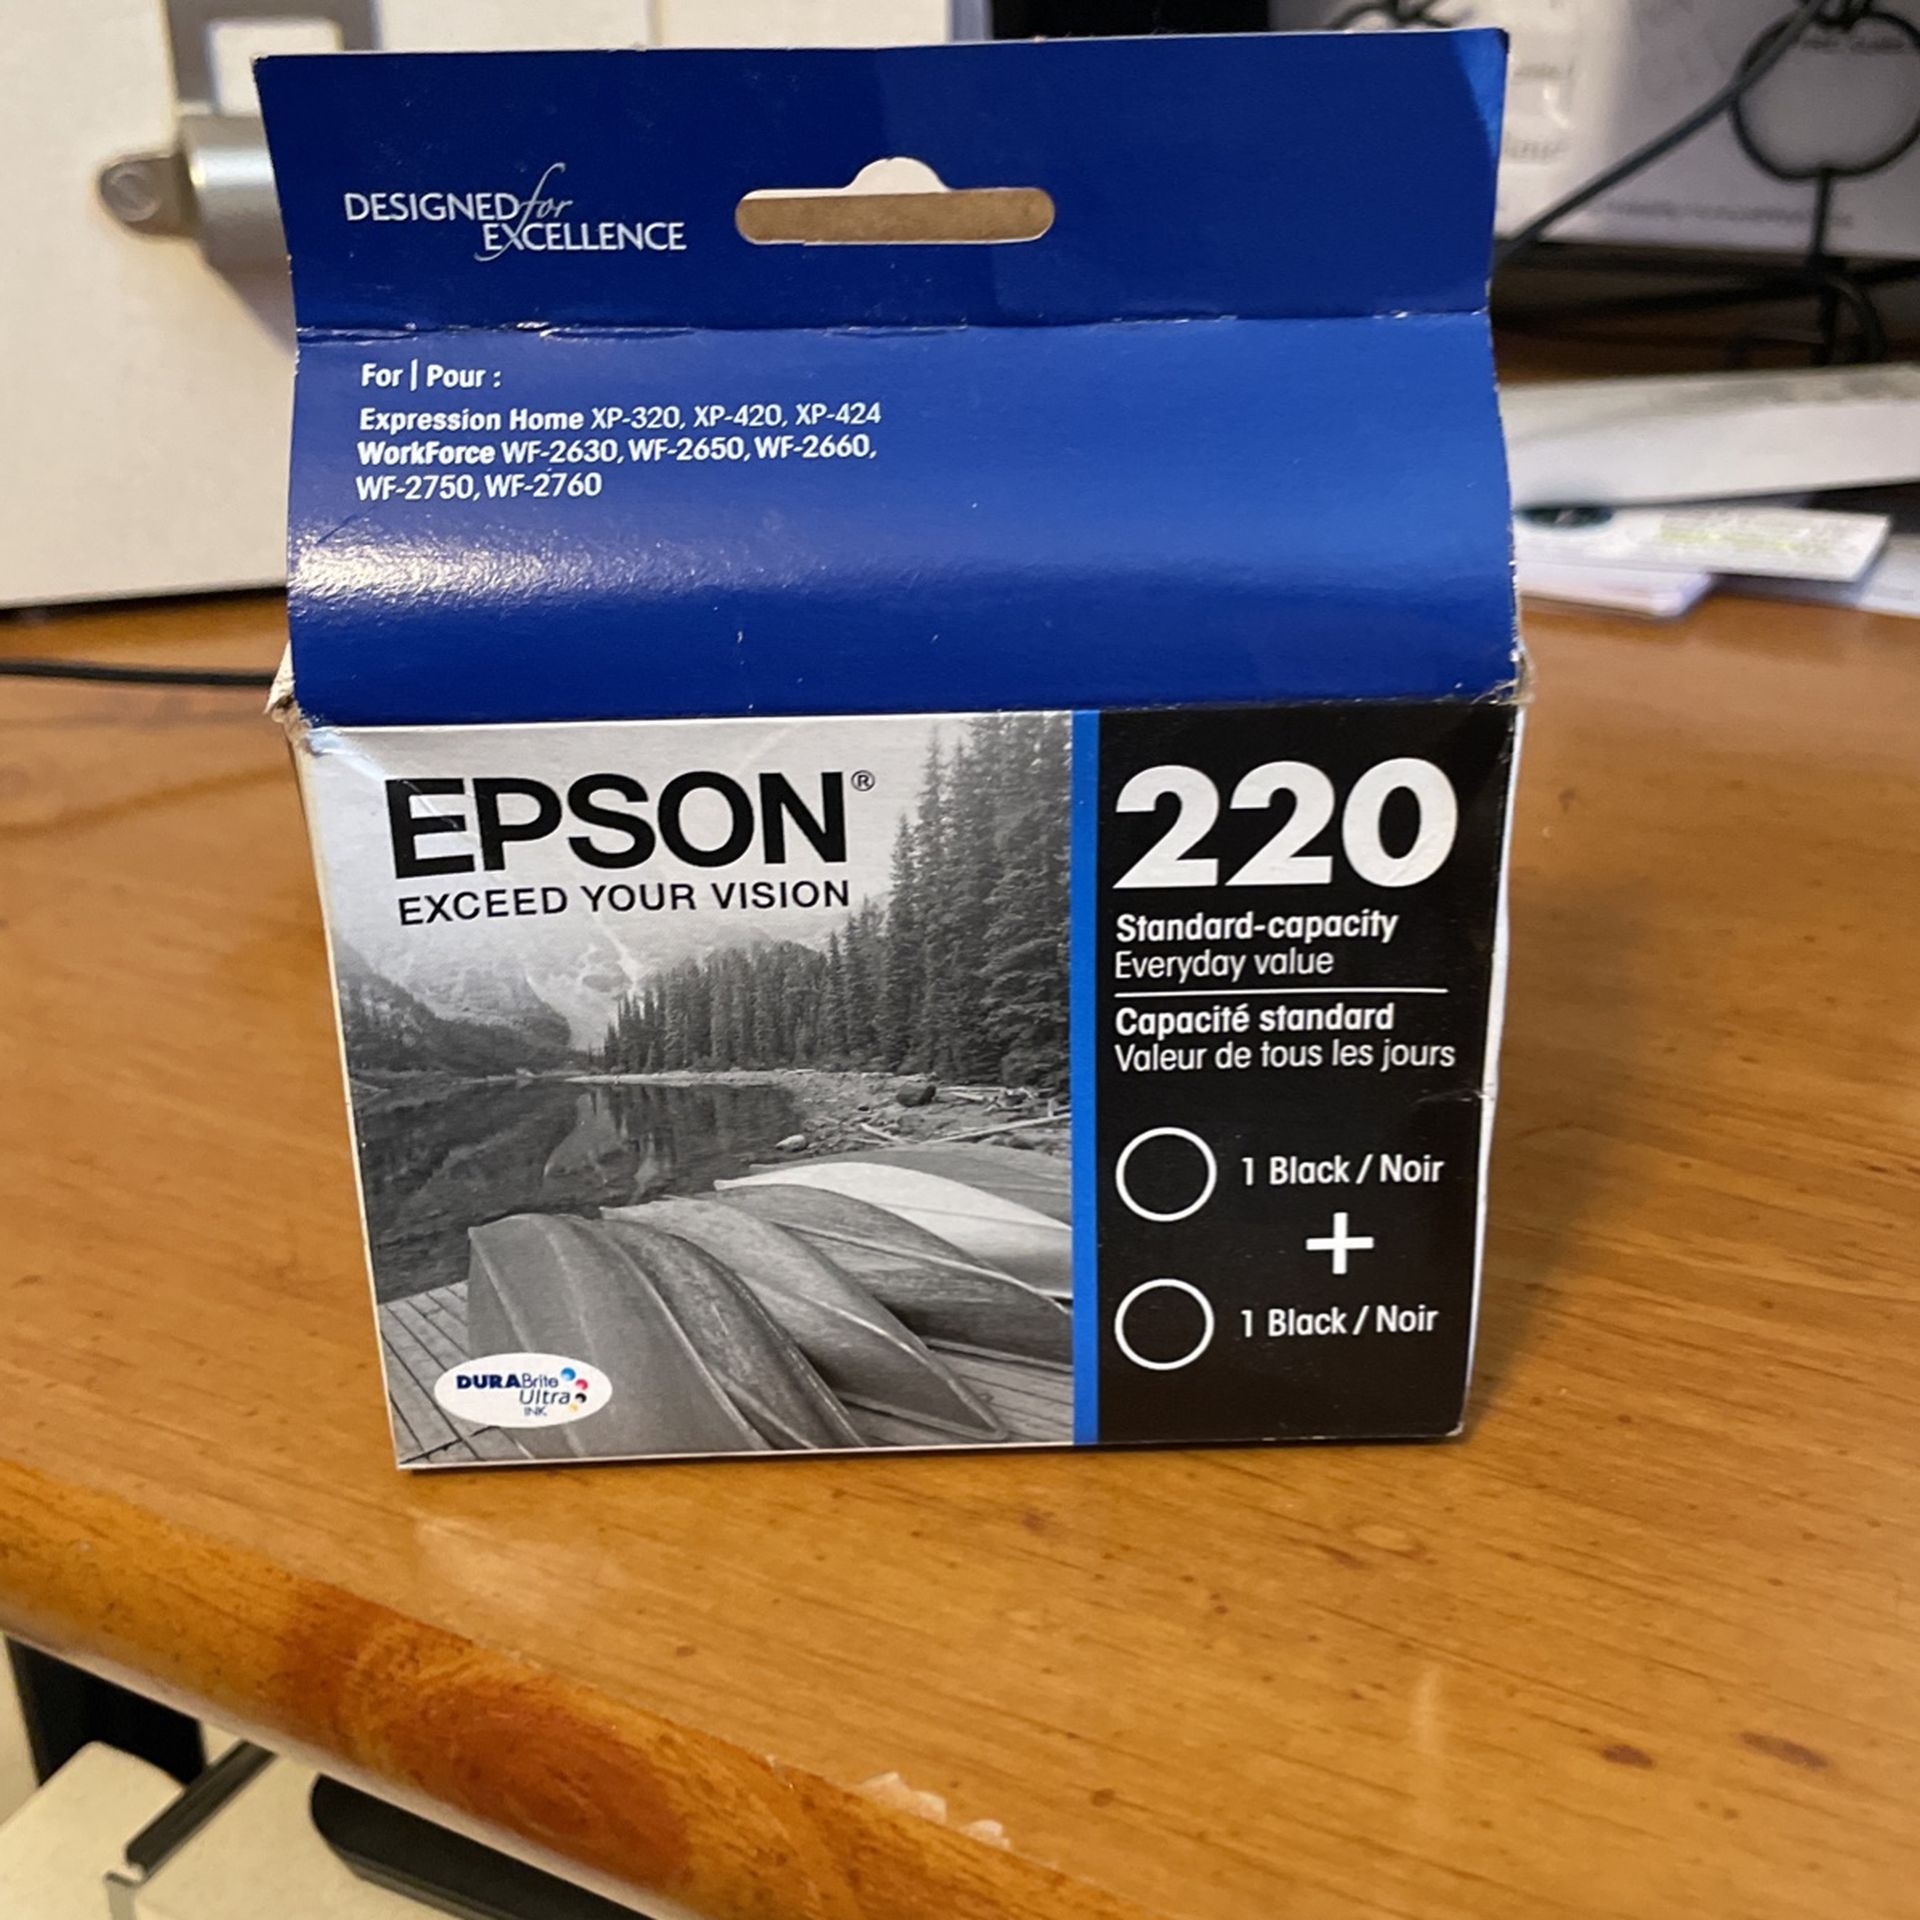 DESIGNED for
EXCELLENCE
For | Pour :
Expression Home XP-320, XP-420, XP-424
WorkForce WF-2630, WF-2650, WF-2660,
WF-2750, WF-2760
EPSON®
EXCEED YOUR VISION
220
Standard-capacity
Everyday value
Capacité standard
Valeur de tous les jours
1 Black / Noir
+
1 Black / Noir
DURABrite
Ultra
INK